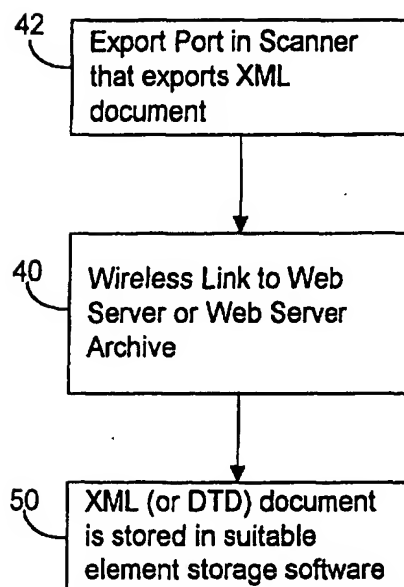 42
Export Port in Scanner
that exports XML
document
40
Wireless Link to Web
Server or Web Server
Archive
50
XML (or DTD) document
is stored in suitable
element storage software